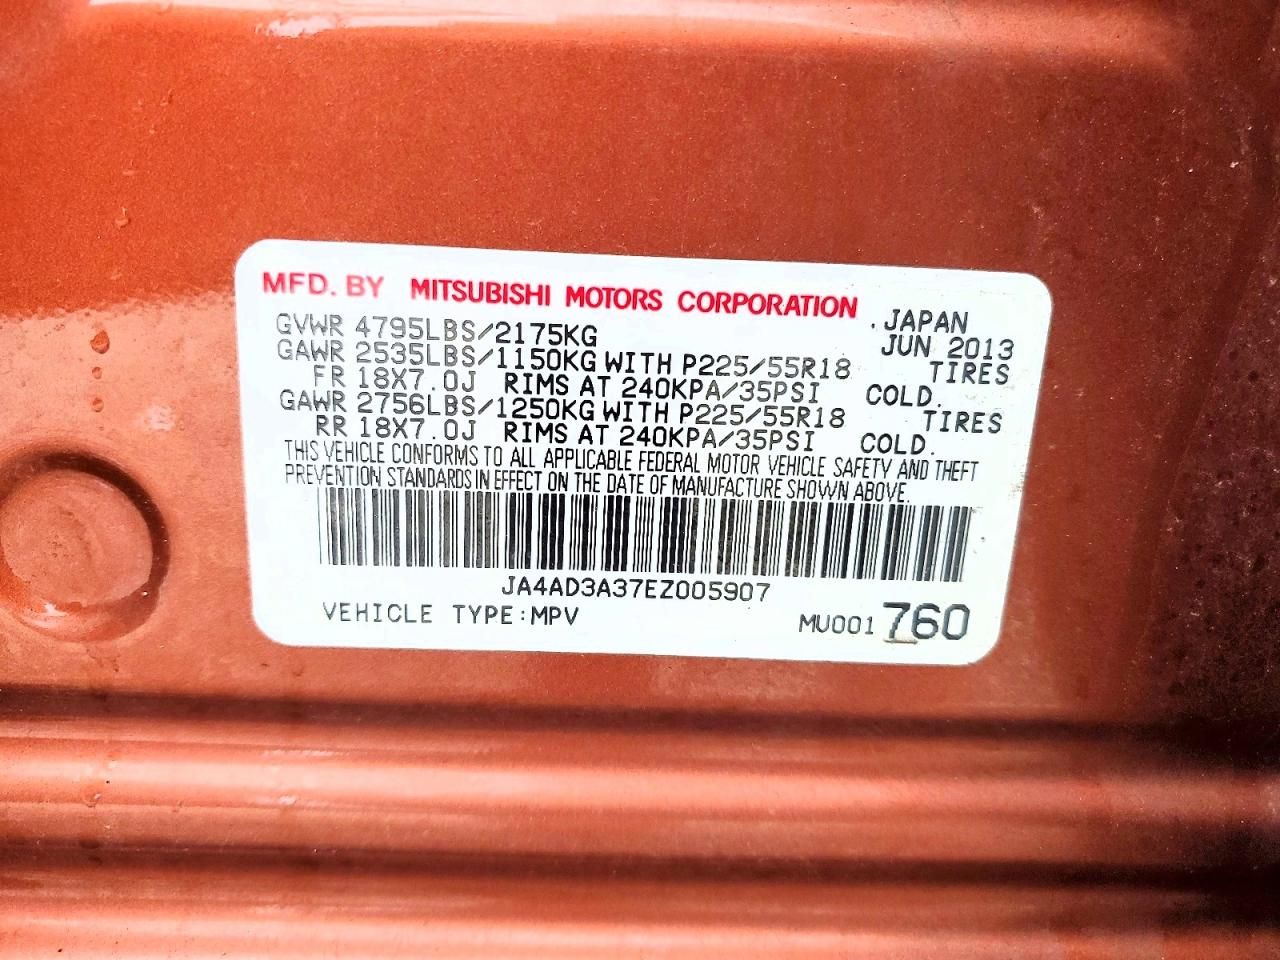 MFD. BY MITSUBISHI MOTORS CORPORATION . JAPAN
GVWR 4795LBS/2175KG JUN 2013
GAWR 2535LBS/1150KG WITH P225/55R18 TIRES
FR 18X7.0J RIMS AT 240KPA/35PSI COLD.
GAWR 2756LBS/1250KG WITH P225/55R18 TIRES
RR 18X7.0J RIMS AT 240KPA/35PSI COLD.
THIS VEHICLE CONFORMS TO ALL APPLICABLE FEDERAL MOTOR VEHICLE SAFETY AND THEFT
PREVENTION STANDARDS IN EFFECT ON THE DATE OF MANUFACTURE SHOWN ABOVE.
JA4AD3A37EZ005907
VEHICLE TYPE:MPV MU001 760